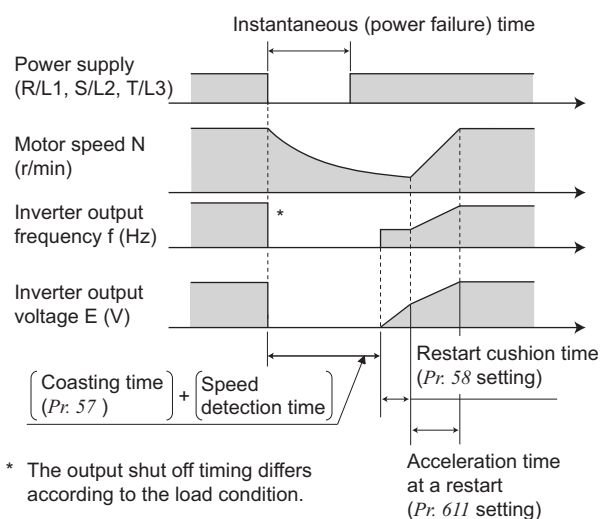 Instantaneous (power failure) time
Power supply
(R/L1, S/L2, T/L3)
Motor speed N
(r/min)
Inverter output
frequency f (Hz)
*
Inverter output
voltage E (V)
Coasting time
(Pr. 57 )
+
Speed
detection time
Restart cushion time
(Pr. 58 setting)
Acceleration time
at a restart
(Pr. 611 setting)
* The output shut off timing differs
according to the load condition.